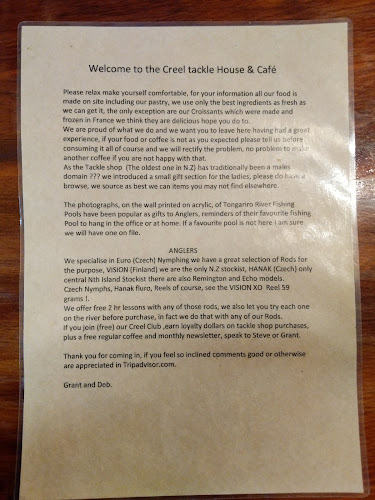 Welcome to the Creel tackle House & Café
Please relax make yourself comfortable, for your information all our food is
made on site including our pastry, we use only the best ingredients as fresh as
we can get it, the only exception are our Croissants which were made and
frozen in France we think they are delicious hope you do to.
We are proud of what we do and we want you to leave here having had a great
experience, if your food or coffee is not as you expected please tell us before
consuming it all of course and we will rectify the problem, no problem to make
another coffee if you are not happy with that.
As the Tackle shop (The oldest one in N.Z) has traditionally been a males
domain ??? we introduced a small gift section for the ladies, please do have a
browse, we source as best we can items you may not find elsewhere.
The photographs, on the wall printed on acrylic, of Tongariro River Fishing
Pools have been popular as gifts to Anglers, reminders of their favourite fishing
Pool to hang in the office or at home. If a favourite pool is not here I am sure
we will have one on file.
ANGLERS
We specialise in Euro (Czech) Nymphing we have a great selection of Rods for
the purpose, VISION (Finland) we are the only N.Z stockist, HANAK (Czech) only
central Nth Island Stockist there are also Remington and Echo models.
Czech Nymphs, Hanak fluro, Reels of course, see the VISION XO Reel 59
grams !.
We offer free 2 hr lessons with any of those rods, we also let you try each one
on the river before purchase, in fact we do that with any of our Rods.
If you join (free) our Creel Club ,earn loyalty dollars on tackle shop purchases,
plus a free regular coffee and monthly newsletter, speak to Steve or Grant.
Thank you for coming in, if you feel so inclined comments good or otherwise
are appreciated in Tripadvisor.com.
Grant and Deb.